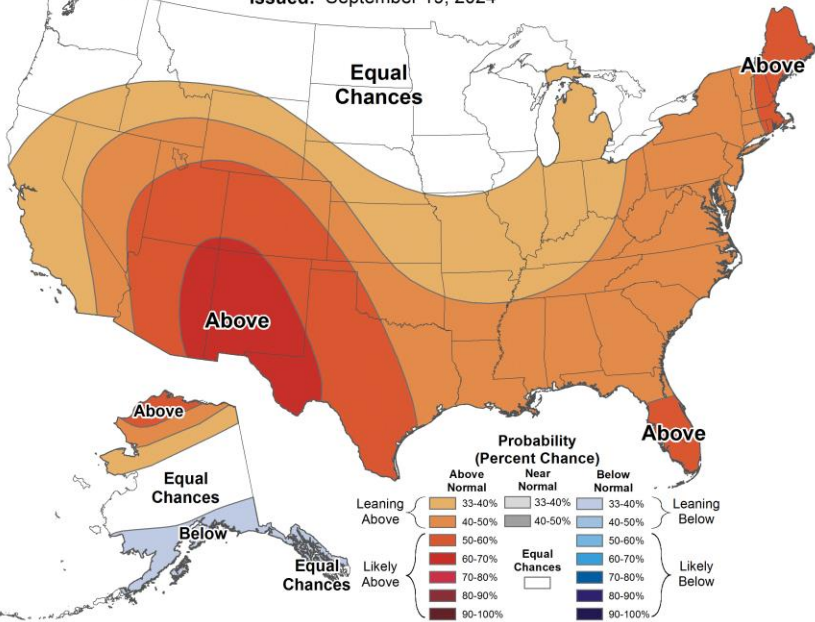 Issued: September 19, 2024
Equal
Chances
Above
Above
Above
Above
Equal
Chances
Below
Equal
Chances
Probability
(Percent Chance)
Above
Normal
Near
Normal
Below
Normal
Leaning
Above
33-40%
33-40%
33-40%
Leaning
Below
40-50%
40-50%
40-50%
Likely
Above
50-60%
50-60%
Likely
Below
60-70%
Equal
Chances
60-70%
70-80%
70-80%
80-90%
80-90%
90-100%
90-100%